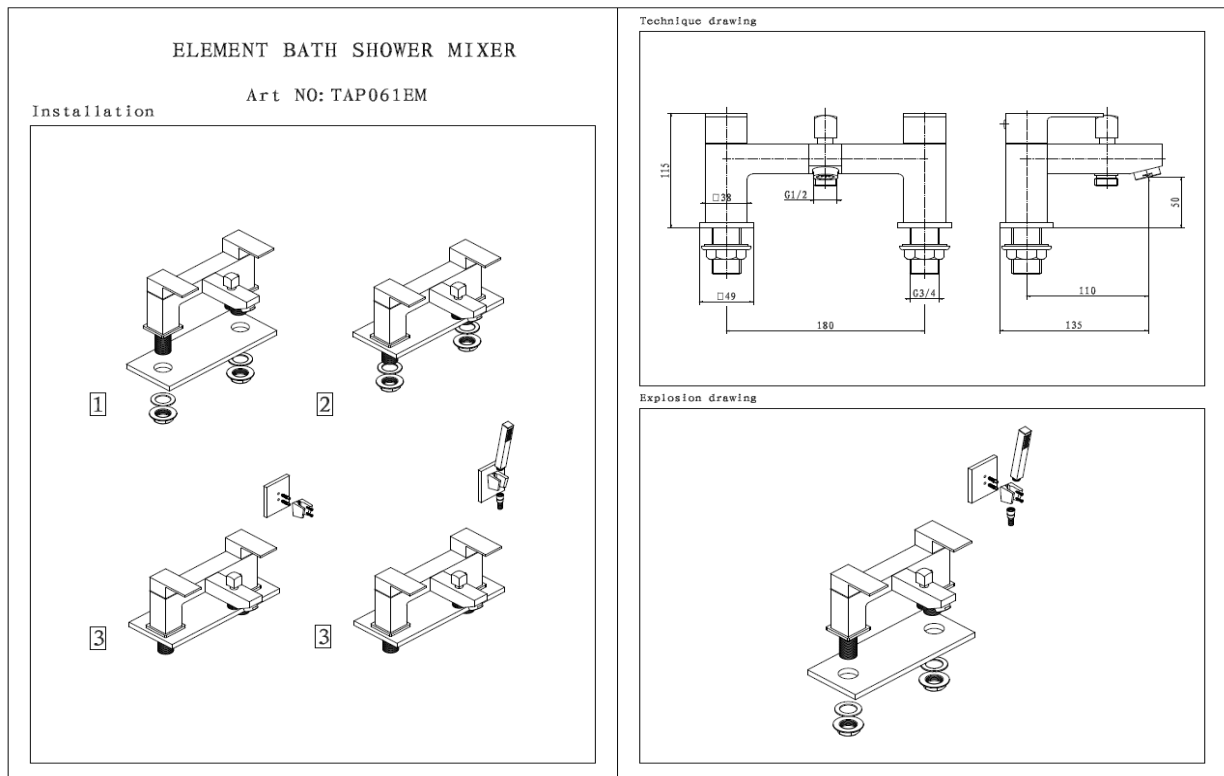 ELEMENT BATH SHOWER MIXER
Art NO: TAP061EM
Installation
1
2
3
3
Technique drawing
115
□38
G1/2
□49
G3/4
180
50
110
135
Explosion drawing